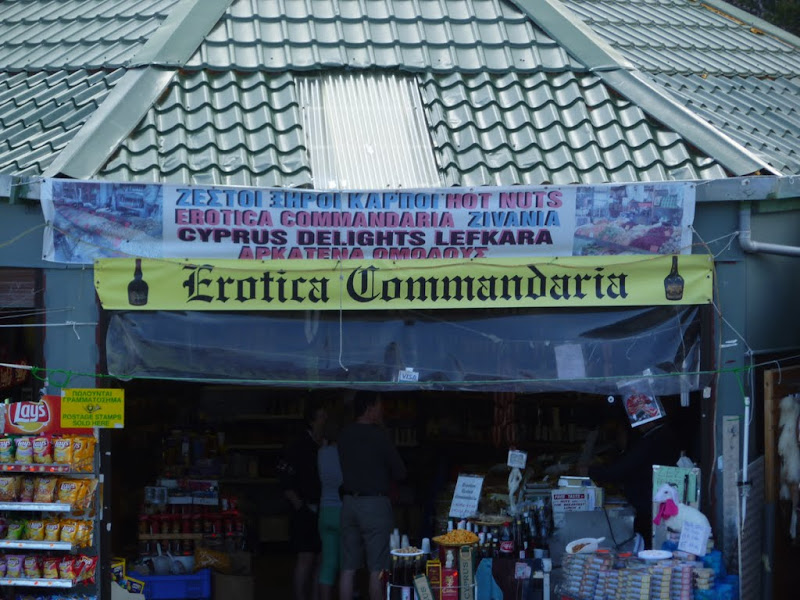 ΖΕΣΤΟΙ ΞΗΡΟΙ ΚΑΡΠΟΙ HOT NUTS
EROTICA COMMANDARIA ZIVANIA
CYPRUS DELIGHTS LEFKARA
ΑΡΚΑΤΕΝΑ ΟΜΟΔΟΥΣ
Erotica Commandaria
VISA
Lay's
ΠΩΛΟΥΝΤΑΙ
ΓΡΑΜΜΑΤΟΣΗΜΑ
POSTAGE STAMPS
SOLD HERE